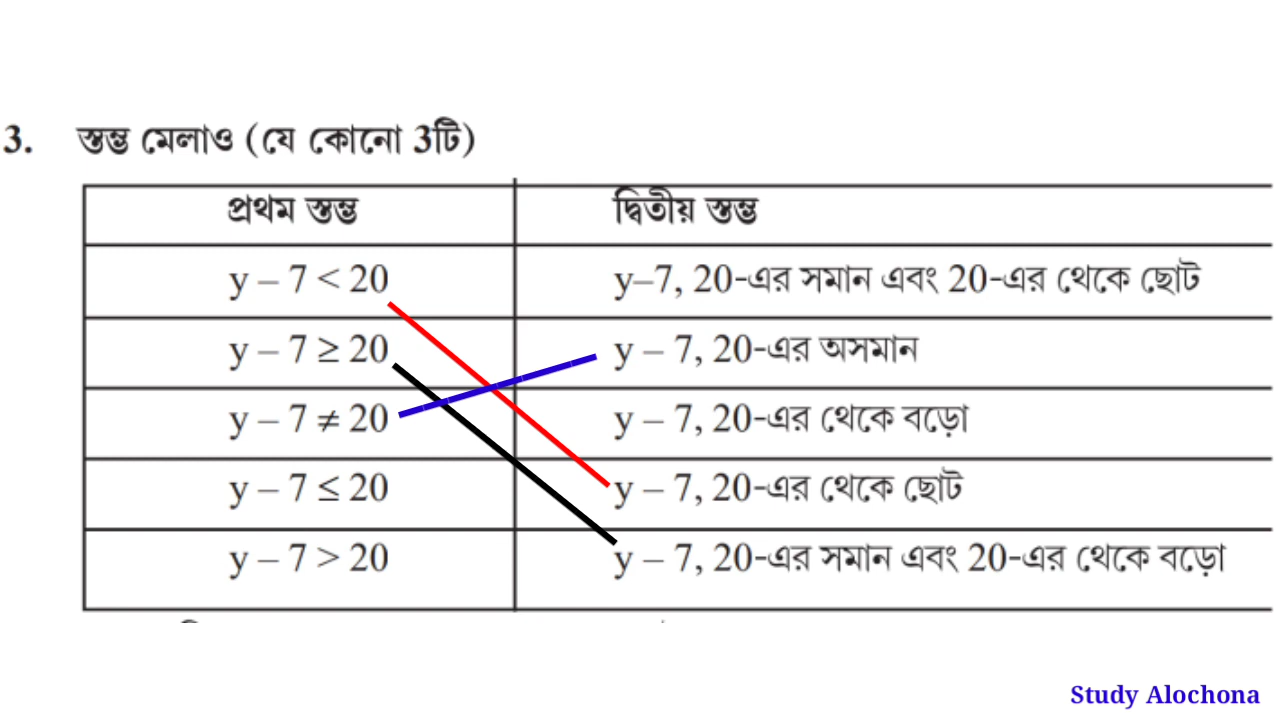 3. স্তম্ভ মেলাও (যে কোনো 3টি)
প্রথম স্তম্ভ দ্বিতীয় স্তম্ভ
y – 7 < 20 y–7, 20-এর সমান এবং 20-এর থেকে ছোট
y – 7 ≥ 20 y – 7, 20-এর অসমান
y – 7 ≠ 20 y – 7, 20-এর থেকে বড়ো
y – 7 ≤ 20 y – 7, 20-এর থেকে ছোট
y – 7 > 20 y – 7, 20-এর সমান এবং 20-এর থেকে বড়ো
Study Alochona